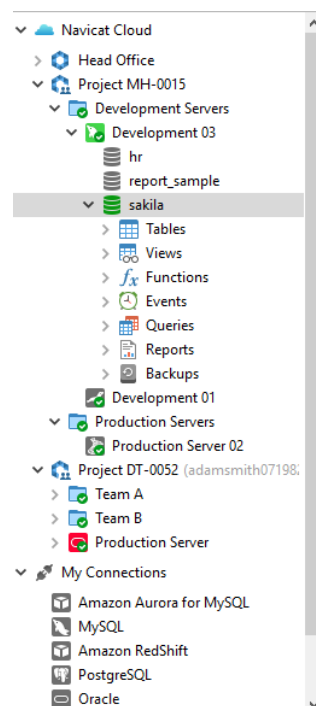 Navicat Cloud
Head Office
Project MH-0015
Development Servers
Development 03
hr
report_sample
sakila
Tables
Views
fx Functions
Events
Queries
Reports
Backups
Development 01
Production Servers
Production Server 02
Project DT-0052 (adamsmith07198
Team A
Team B
Production Server
My Connections
Amazon Aurora for MySQL
MySQL
Amazon RedShift
PostgreSQL
Oracle